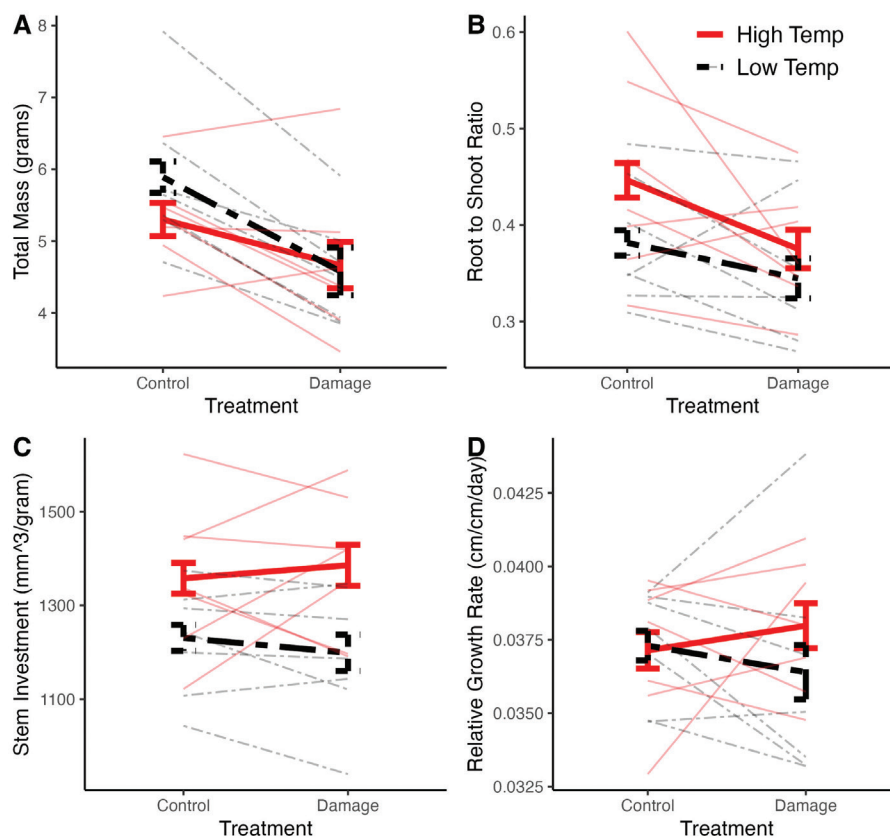 A
Total Mass (grams)
8
7
6
5
4
Control
Damage
Treatment
B
Root to Shoot Ratio
0.6
0.5
0.4
0.3
High Temp
Low Temp
Control
Damage
Treatment
C
Stem Investment (mm^3/gram)
1500
1300
1100
Control
Damage
Treatment
D
Relative Growth Rate (cm/cm/day)
0.0425
0.0400
0.0375
0.0350
0.0325
Control
Damage
Treatment